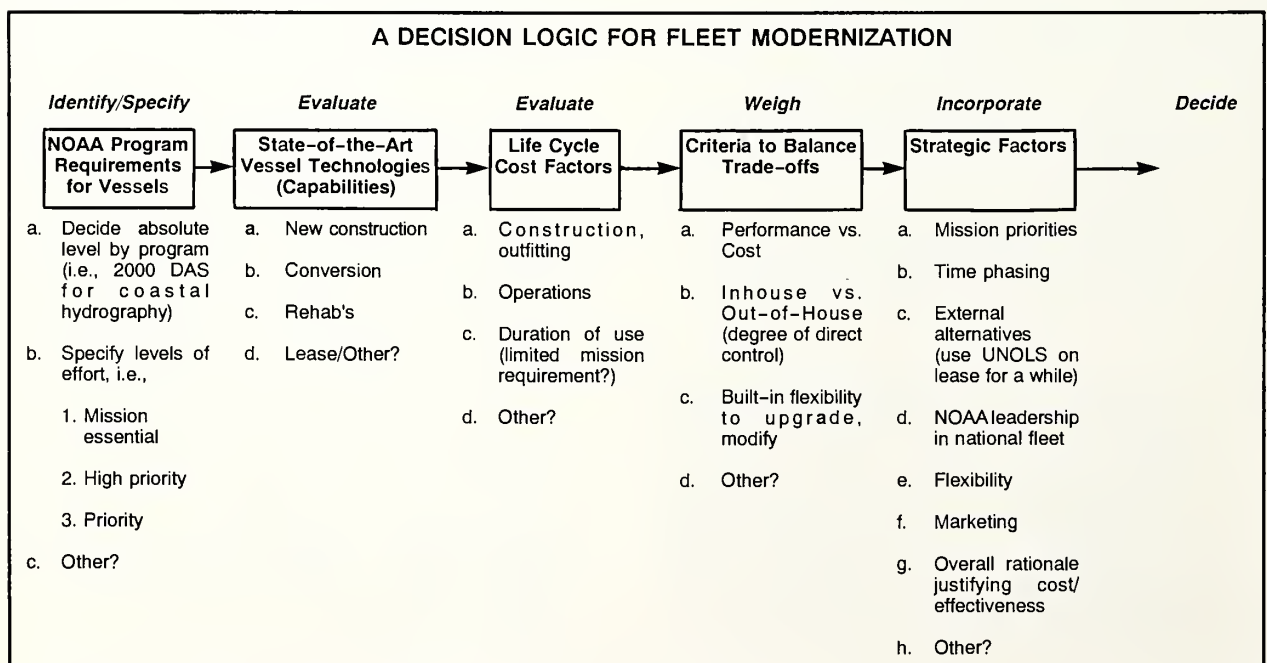 A DECISION LOGIC FOR FLEET MODERNIZATION
Identify/Specify
NOAA Program
Requirements
for Vessels
a. Decide absolute
level by program
(i.e., 2000 DAS
for coastal
hydrography)
b. Specify levels of
effort, i.e.,
1. Mission
essential
2. High priority
3. Priority
c. Other?
Evaluate
State-of-the-Art
Vessel Technologies
(Capabilities)
a. New construction
b. Conversion
c. Rehab's
d. Lease/Other?
Evaluate
Life Cycle
Cost Factors
a. Construction,
outfitting
b. Operations
c. Duration of use
(limited mission
requirement?)
d. Other?
Weigh
Criteria to Balance
Trade-offs
a. Performance vs.
Cost
b. Inhouse vs.
Out-of-House
(degree of direct
control)
c. Built-in flexibility
to upgrade,
modify
d. Other?
Incorporate
Strategic Factors
a. Mission priorities
b. Time phasing
c. External
alternatives
(use UNOLS on
lease for a while)
d. NOAA leadership
in national fleet
e. Flexibility
f. Marketing
g. Overall rationale
justifying cost/
effectiveness
h. Other?
Decide